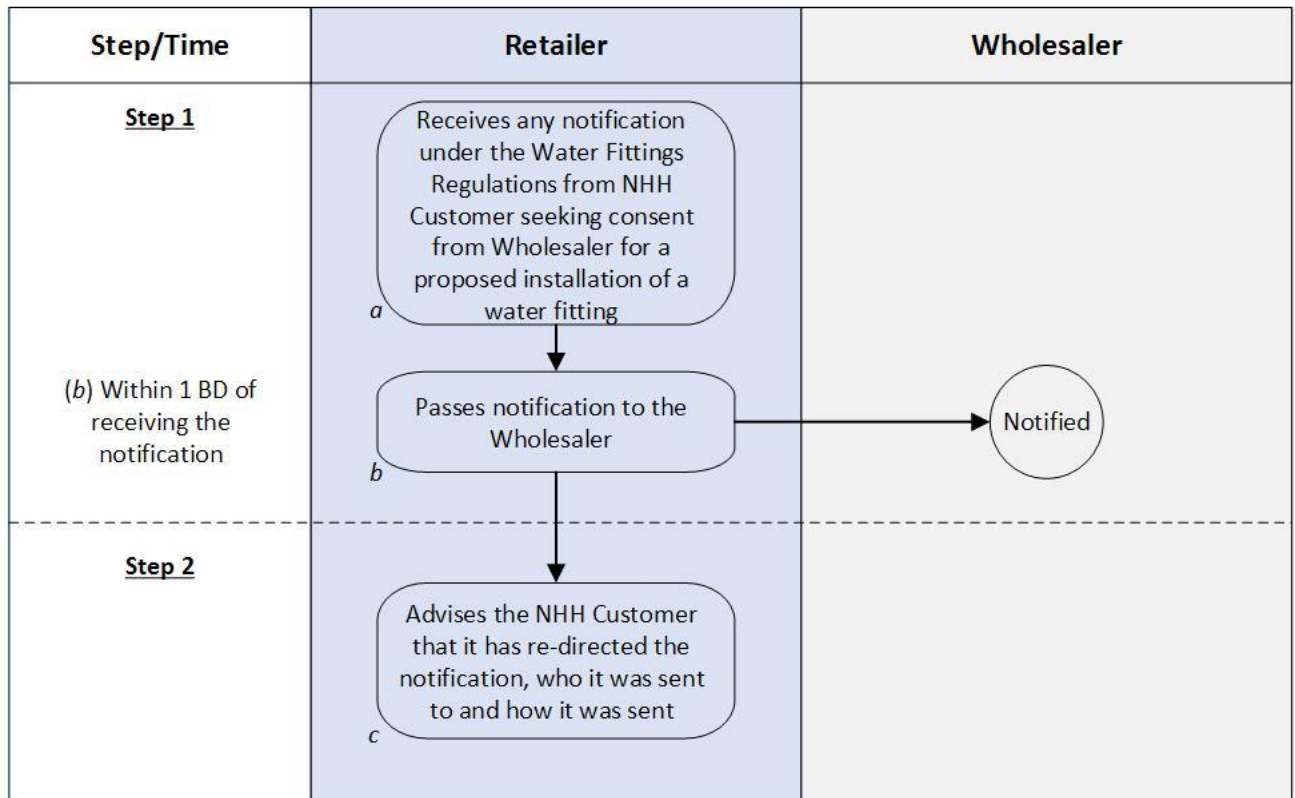 Step/Time
Retailer
Wholesaler
Step 1
Receives any notification
under the Water Fittings
Regulations from NHH
Customer seeking consent
from Wholesaler for a
proposed installation of a
water fitting
a
(b) Within 1 BD of
receiving the
notification
Passes notification to the
Wholesaler
b
Notified
Step 2
Advises the NHH Customer
that it has re-directed the
notification, who it was sent
to and how it was sent
c